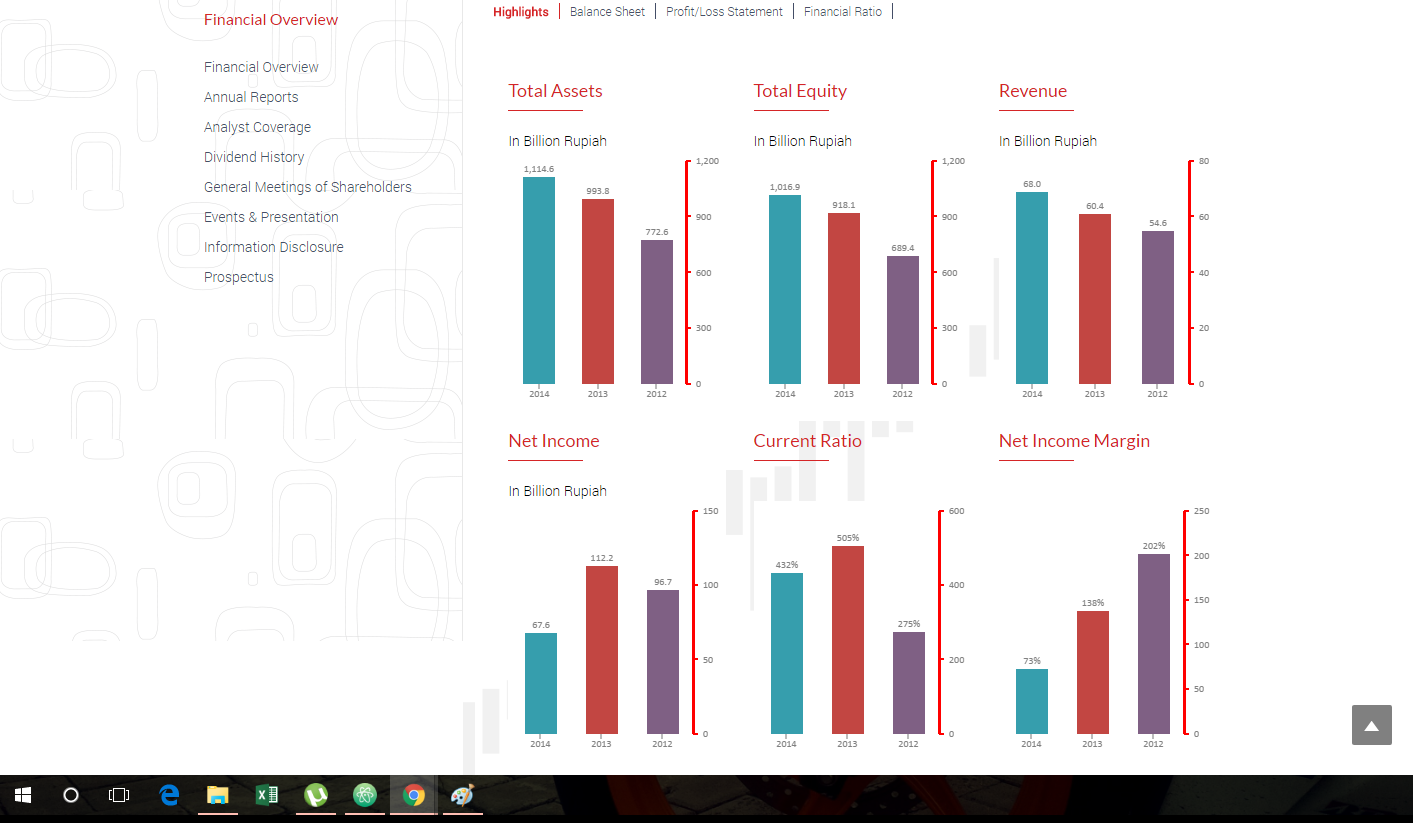 Financial Overview
Financial Overview
Annual Reports
Analyst Coverage
Dividend History
General Meetings of Shareholders
Events & Presentation
Information Disclosure
Prospectus
Highlights
Balance Sheet
Profit/Loss Statement
Financial Ratio
Total Assets
In Billion Rupiah
1,114.6
993.8
772.6
1,200
900
600
300
0
2014
2013
2012
Total Equity
In Billion Rupiah
1,016.9
918.1
689.4
1,200
900
600
300
0
2014
2013
2012
Revenue
In Billion Rupiah
68.0
60.4
54.6
80
60
40
20
0
2014
2013
2012
Net Income
In Billion Rupiah
67.6
112.2
96.7
150
100
50
0
2014
2013
2012
Current Ratio
432%
505%
275%
600
400
200
0
2014
2013
2012
Net Income Margin
73%
138%
202%
250
200
150
100
50
0
2014
2013
2012